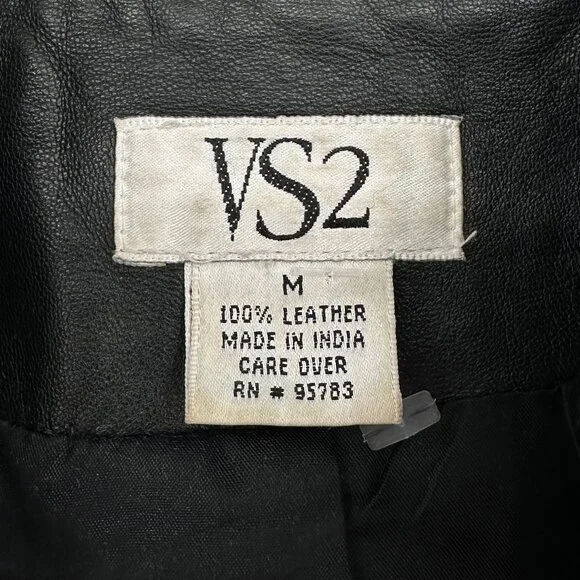 VS2
M
100% LEATHER
MADE IN INDIA
CARE OVER
RN # 95783